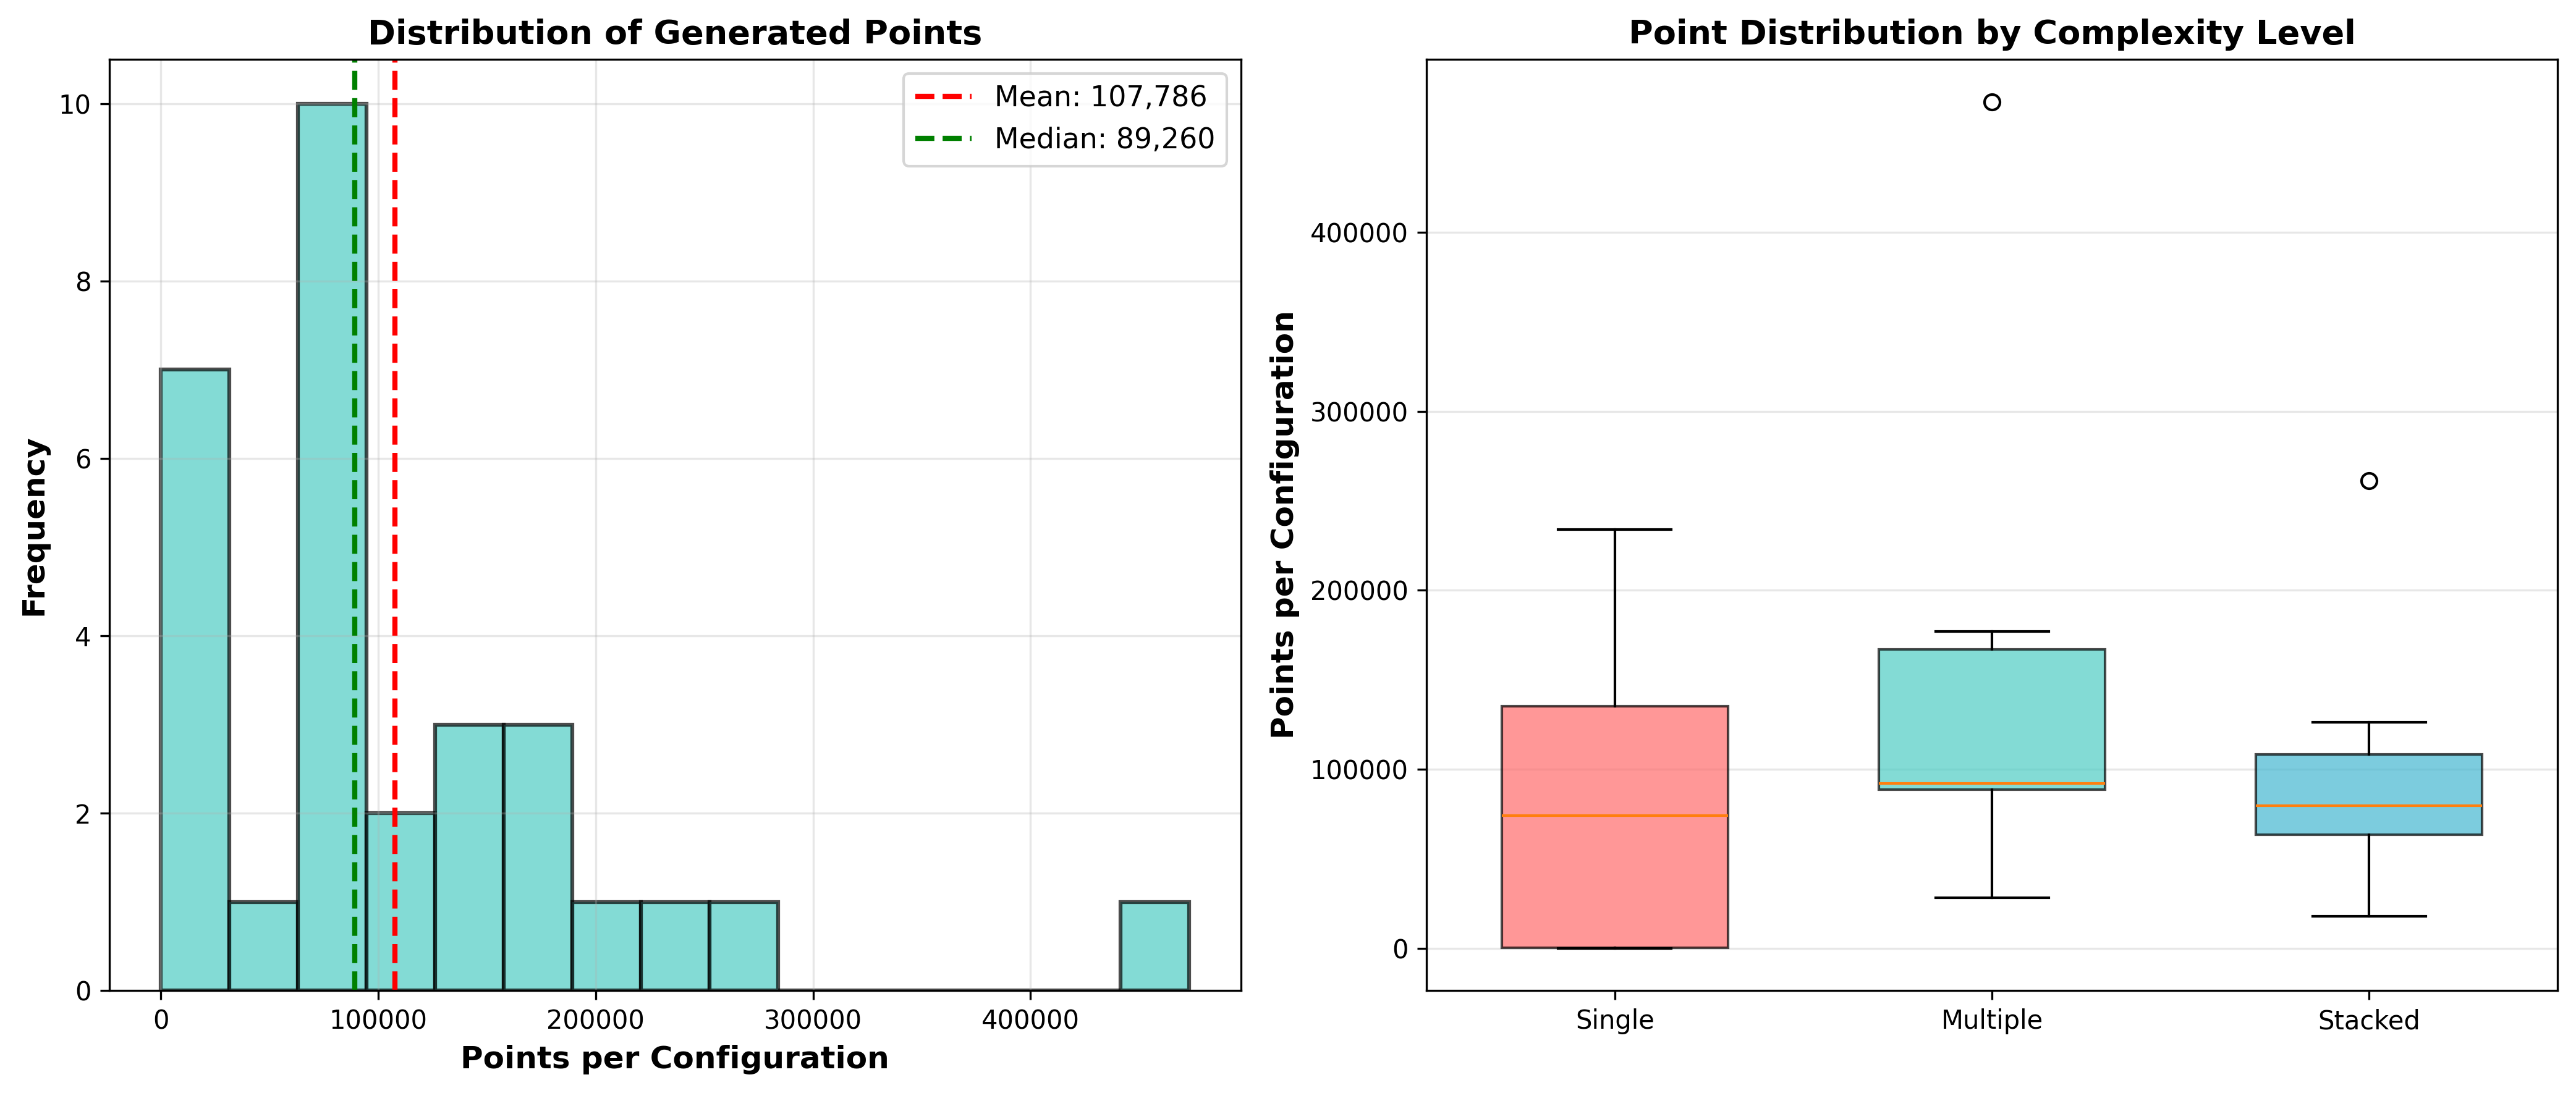 Distribution of Generated Points
Mean: 107,786
Median: 89,260
Frequency
10
8
6
4
2
0
0
100000
200000
300000
400000
Points per Configuration
Point Distribution by Complexity Level
Points per Configuration
400000
300000
200000
100000
0
Single
Multiple
Stacked